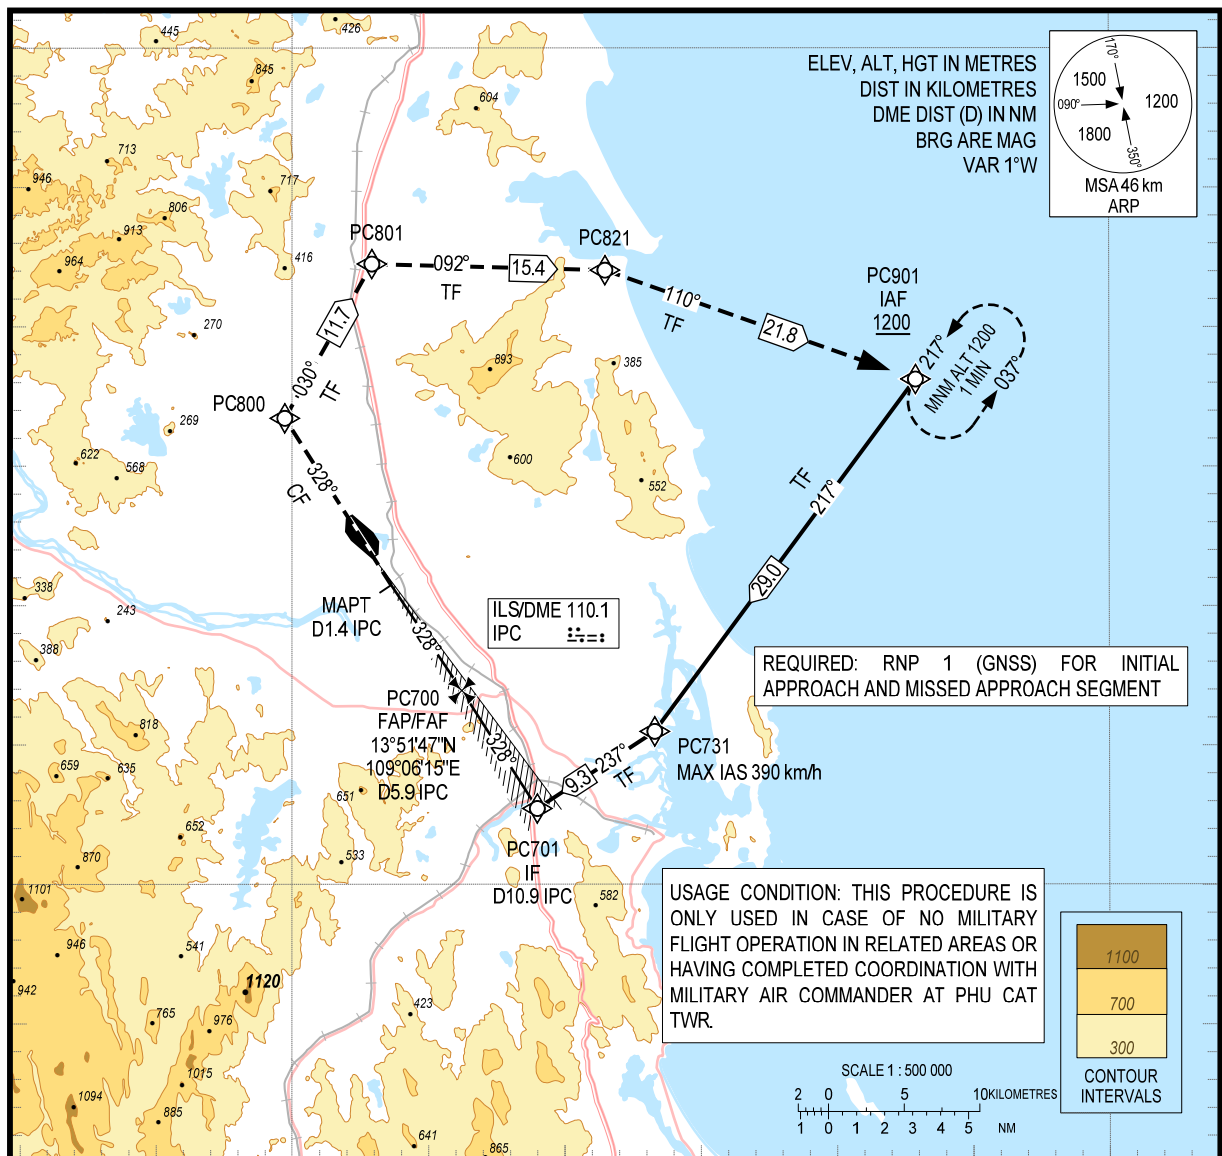 445
426
845
604
ELEV, ALT, HGT IN METRES
DIST IN KILOMETRES
DME DIST (D) IN NM
BRG ARE MAG
VAR 1°W
170°
1500
090°
1200
1800
350°
MSA 46 km
ARP
713
946
717
806
913
964
416
270
PC801
092°
TF
15.4
PC821
110°
TF
21.8
PC901
IAF
1200
217°
MNM ALT 1200
1 MIN
037°
11.7
030°
TF
PC800
893
385
269
622
568
600
552
328°
CF
TF
217°
29.0
338
243
388
MAPT
D1.4 IPC
328°
ILS/DME 110.1
IPC
REQUIRED: RNP 1 (GNSS) FOR INITIAL
APPROACH AND MISSED APPROACH SEGMENT
PC700
FAP/FAF
13°51'47"N
109°06'15"E
D5.9 IPC
328°
818
659
635
651
652
870
533
PC731
MAX IAS 390 km/h
237°
TF
9.3
PC701
IF
D10.9 IPC
582
1101
946
541
942
1120
765
976
423
1015
1094
885
641
865
USAGE CONDITION: THIS PROCEDURE IS
ONLY USED IN CASE OF NO MILITARY
FLIGHT OPERATION IN RELATED AREAS OR
HAVING COMPLETED COORDINATION WITH
MILITARY AIR COMMANDER AT PHU CAT
TWR.
1100
700
300
CONTOUR
INTERVALS
SCALE 1 : 500 000
2 0 5 10 KILOMETRES
1 0 1 2 3 4 5 NM